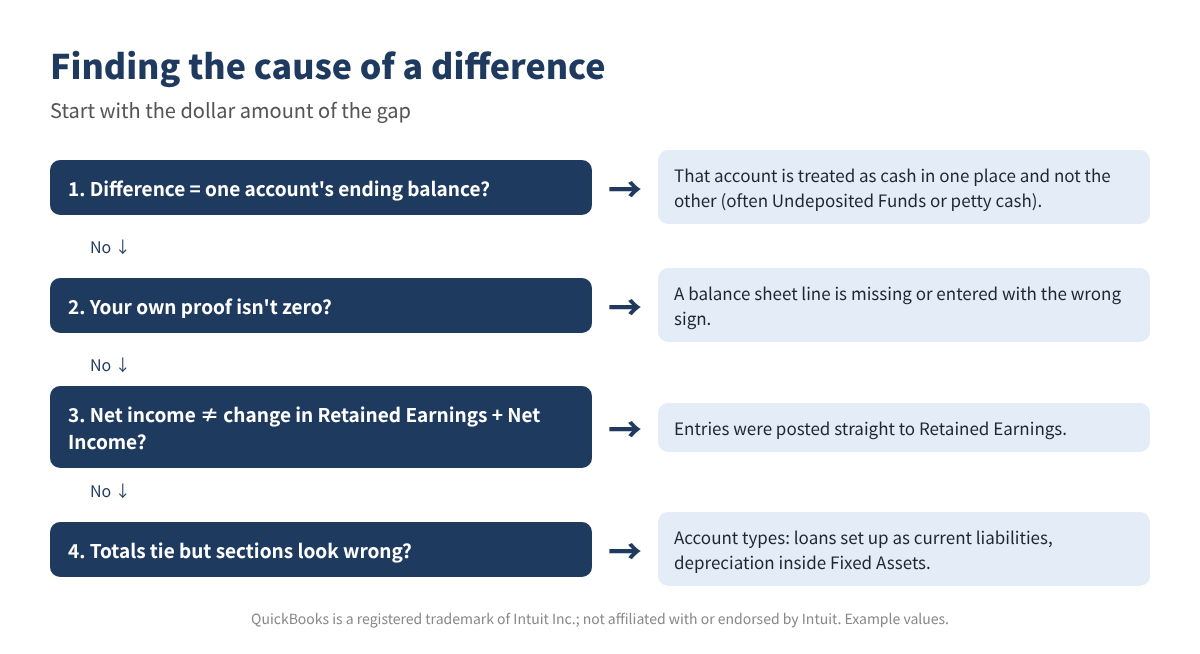 Finding the cause of a difference
Start with the dollar amount of the gap
1. Difference = one account's ending balance?
→
That account is treated as cash in one place and not the
other (often Undeposited Funds or petty cash).
No ↓
2. Your own proof isn't zero?
→
A balance sheet line is missing or entered with the wrong
sign.
No ↓
3. Net income ≠ change in Retained Earnings + Net
Income?
→
Entries were posted straight to Retained Earnings.
No ↓
4. Totals tie but sections look wrong?
→
Account types: loans set up as current liabilities,
depreciation inside Fixed Assets.
QuickBooks is a registered trademark of Intuit Inc.; not affiliated with or endorsed by Intuit. Example values.